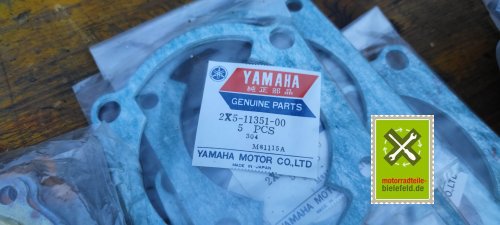 YAMAHA
純正部品
GENUINE PARTS
2X5-11351-00
5 PCS
304
M61115A
YAMAHA MOTOR CO.,LTD
MADE IN JAPAN
motorradteile-
bielefeld.de